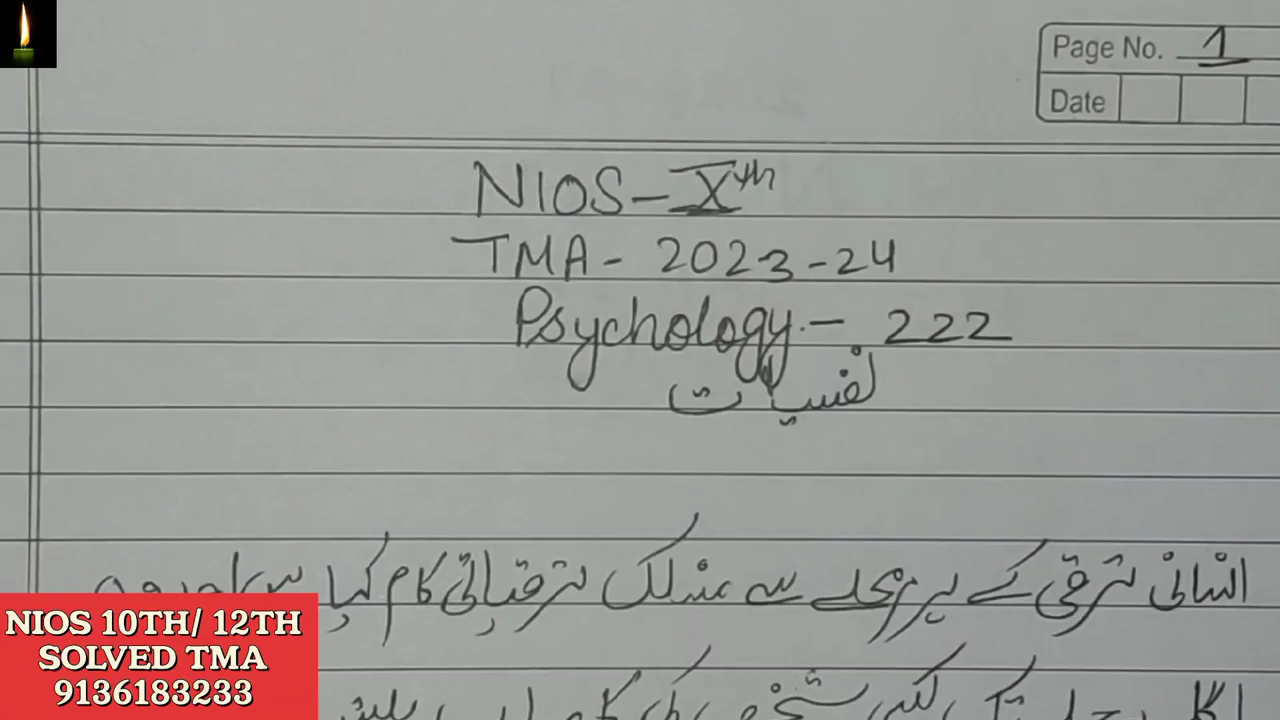 Page No. 1
Date
NIOS - Xth
TMA - 2023-24
Psychology - 222
نفسیات
انسانی ترقی کے ہر مرحلے سے منسلک ترقیاتی کام کیا
NIOS 10TH/ 12TH
SOLVED TMA
9136183233